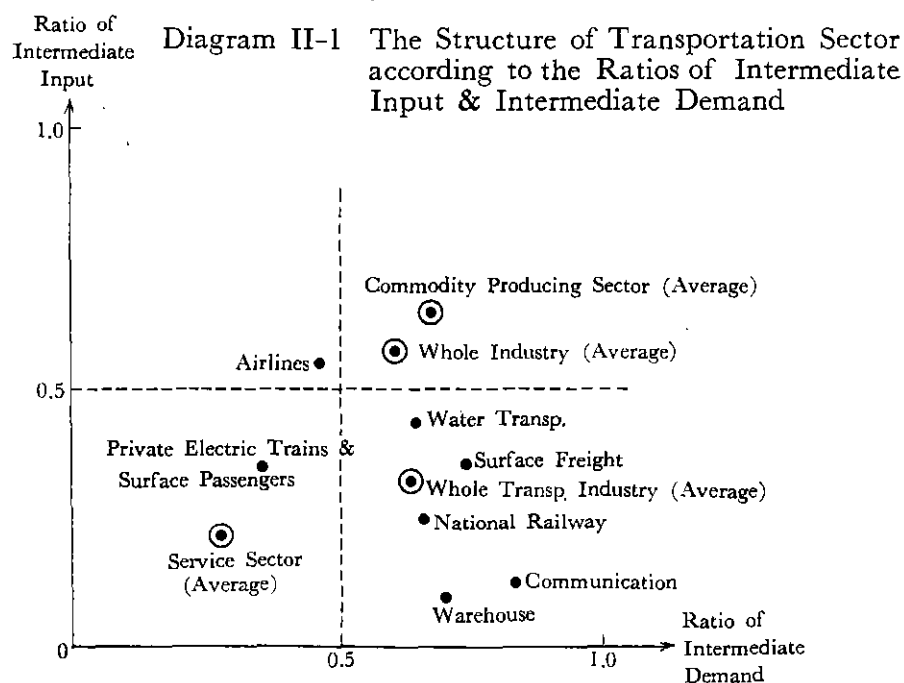 Ratio of
Intermediate
Input
Diagram II-1 The Structure of Transportation Sector
according to the Ratios of Intermediate
Input & Intermediate Demand
1.0
Commodity Producing Sector (Average)
Whole Industry (Average)
Airlines
0.5
Water Transp.
Private Electric Trains &
Surface Passengers
Surface Freight
Whole Transp. Industry (Average)
National Railway
Service Sector
(Average)
Communication
Warehouse
0
0.5
1.0
Ratio of
Intermediate
Demand